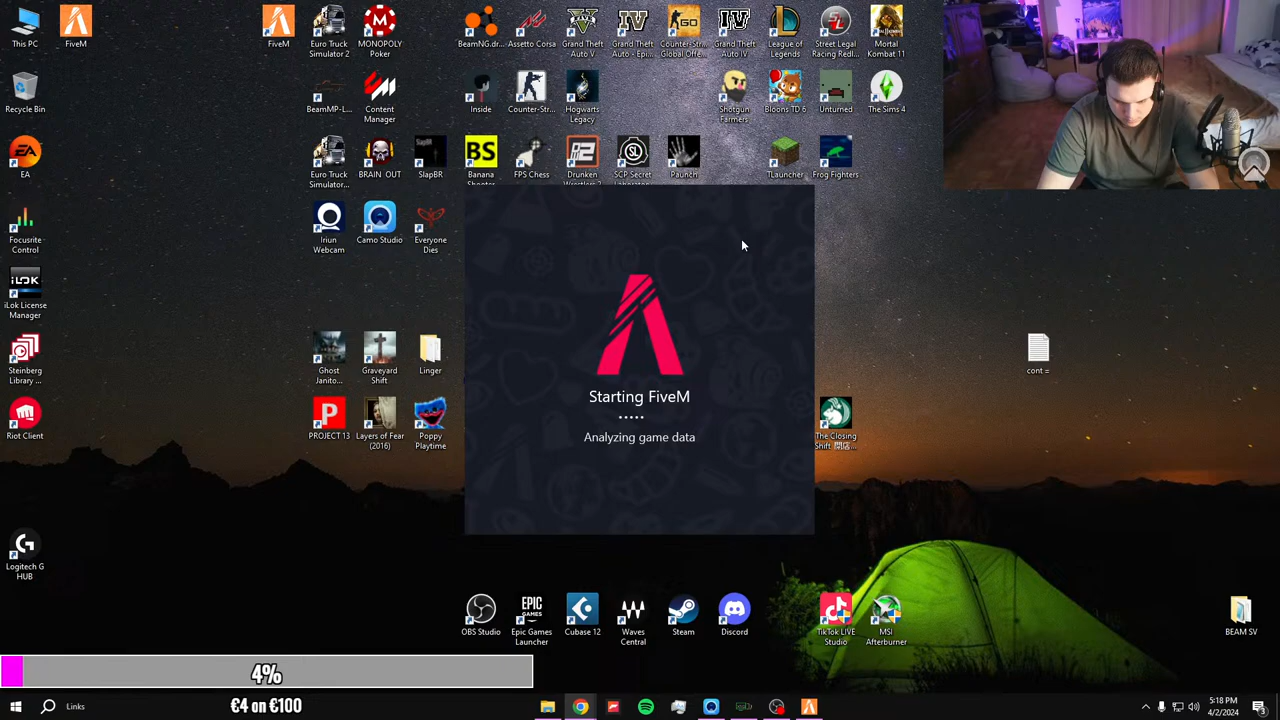 This PC
FiveM
FiveM
Euro Truck
Simulator 2
MONOPOLY
Poker
BeamNG.dr...
Assetto Corsa
Grand Theft
Auto V
Grand Theft
Auto - Epi...
Counter-Str...
Global Offe...
Grand Theft
Auto IV
League of
Legends
Street Legal
Racing Redl...
Mortal
Kombat 11
Recycle Bin
BeamMP-L...
Content
Manager
Inside
Counter-Str...
Hogwarts
Legacy
Shotgun
Farmers
Bloons TD 6
Unturned
The Sims 4
EA
Euro Truck
Simulator...
BRAIN OUT
SlapBR
Banana
Shooter
FPS Chess
Drunken
Wrestlers 2
SCP Secret
Laboratory
Paunch
TLauncher
Frog Fighters
Focusrite
Control
Iriun
Webcam
Camo Studio
Everyone
Dies
iLOK
iLok License
Manager
Steinberg
Library ...
Ghost
Janito...
Graveyard
Shift
Linger
cont =
Starting FiveM
Analyzing game data
Riot Client
PROJECT 13
Layers of Fear
(2016)
Poppy
Playtime
The Closing
Shift 閉店...
Logitech G
HUB
OBS Studio
Epic Games
Launcher
Cubase 12
Waves
Central
Steam
Discord
TikTok LIVE
Studio
MSI
Afterburner
BEAM SV
4%
Links
€4 on €100
5:18 PM
4/2/2024